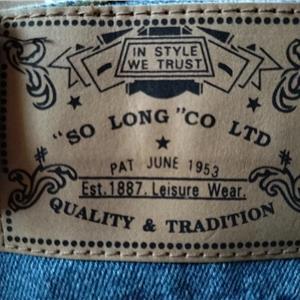 IN STYLE
WE TRUST
"SO LONG "CO LTD
PAT JUNE 1953
Est.1887.Leisure Wear.
QUALITY & TRADITION